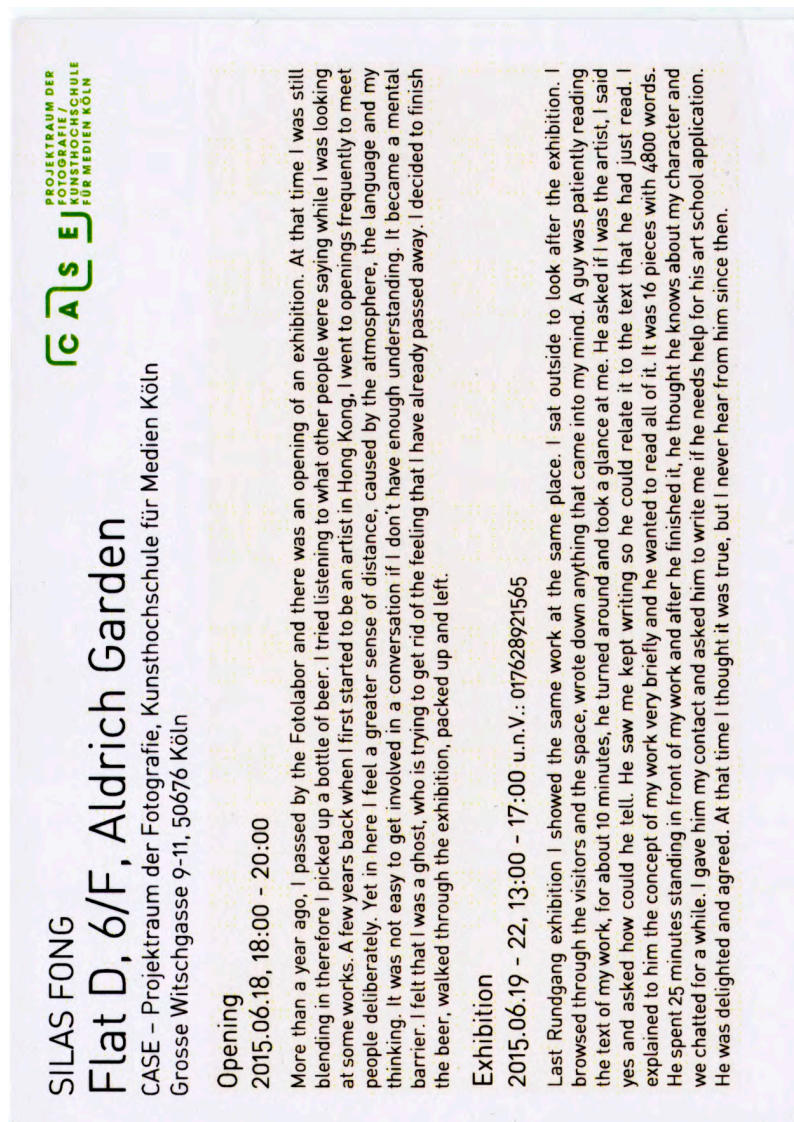 SILAS FONG
Flat D, 6/F, Aldrich Garden
CASE – Projektraum der Fotografie, Kunsthochschule für Medien Köln
Grosse Witschgasse 9-11, 50676 Köln
CASE
PROJEKTRAUM DER
FOTOGRAFIE /
KUNSTHOCHSCHULE
FÜR MEDIEN KÖLN
Opening
2015.06.18, 18:00 - 20:00
More than a year ago, I passed by the Fotolabor and there was an opening of an exhibition. At that time I was still
blending in therefore I picked up a bottle of beer. I tried listening to what other people were saying while I was looking
at some works. A few years back when I first started to be an artist in Hong Kong, I went to openings frequently to meet
people deliberately. Yet in here I feel a greater sense of distance, caused by the atmosphere, the language and my
thinking. It was not easy to get involved in a conversation if I don't have enough understanding. It became a mental
barrier. I felt that I was a ghost, who is trying to get rid of the feeling that I have already passed away. I decided to finish
the beer, walked through the exhibition, packed up and left.
Exhibition
2015.06.19 - 22, 13:00 - 17:00 u.n.V.: 017628921565
Last Rundgang exhibition I showed the same work at the same place. I sat outside to look after the exhibition. I
browsed through the visitors and the space, wrote down anything that came into my mind. A guy was patiently reading
the text of my work, for about 10 minutes, he turned around and took a glance at me. He asked if I was the artist, I said
yes and asked how could he tell. He saw me kept writing so he could relate it to the text that he had just read. I
explained to him the concept of my work very briefly and he wanted to read all of it. It was 16 pieces with 4800 words.
He spent 25 minutes standing in front of my work and after he finished it, he thought he knows about my character and
we chatted for a while. I gave him my contact and asked him to write me if he needs help for his art school application.
He was delighted and agreed. At that time I thought it was true, but I never hear from him since then.